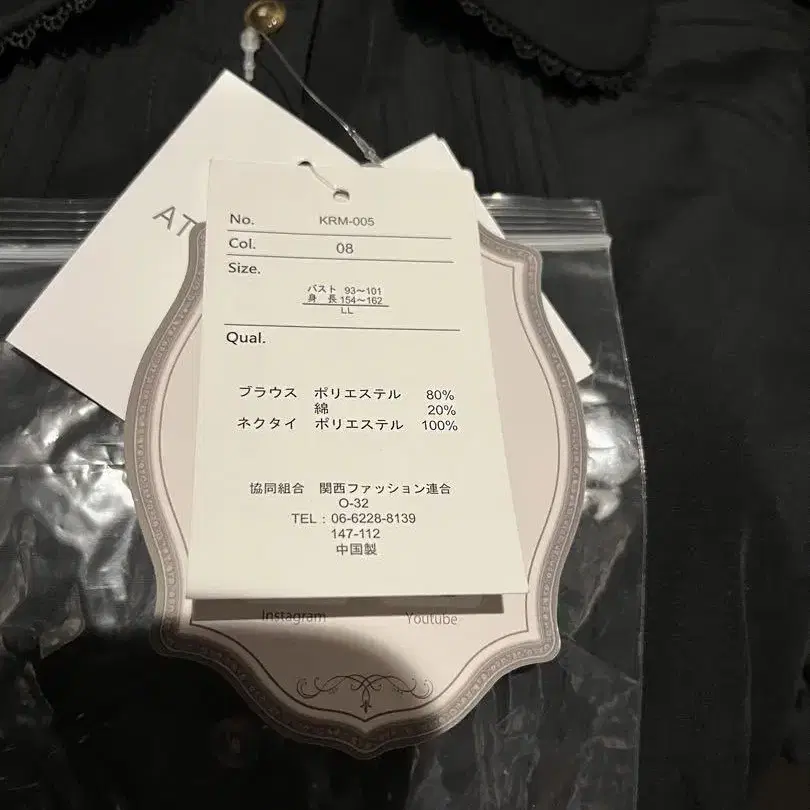 AT
No. KRM-005
Col. 08
Size.
バスト 93~101
身 長 154~162
LL
Qual.
ブラウス ポリエステル 80%
綿 20%
ネクタイ ポリエステル 100%
協同組合 関西ファッション連合
O-32
TEL : 06-6228-8139
147-112
中国製
Instagram Youtube